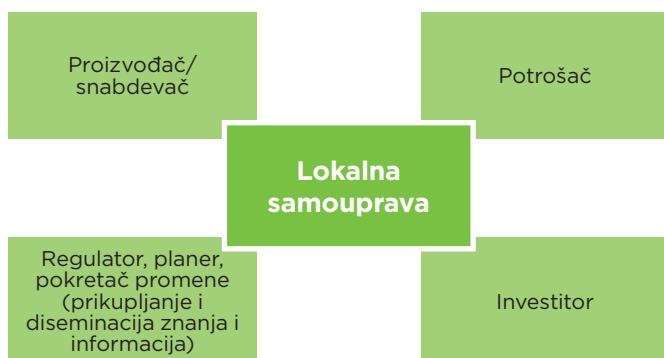 Proizvođač/
snabdevač
Potrošač
Lokalna
samouprava
Regulator, planer,
pokretač promene
(prikupljanje i
diseminacija znanja i
informacija)
Investitor